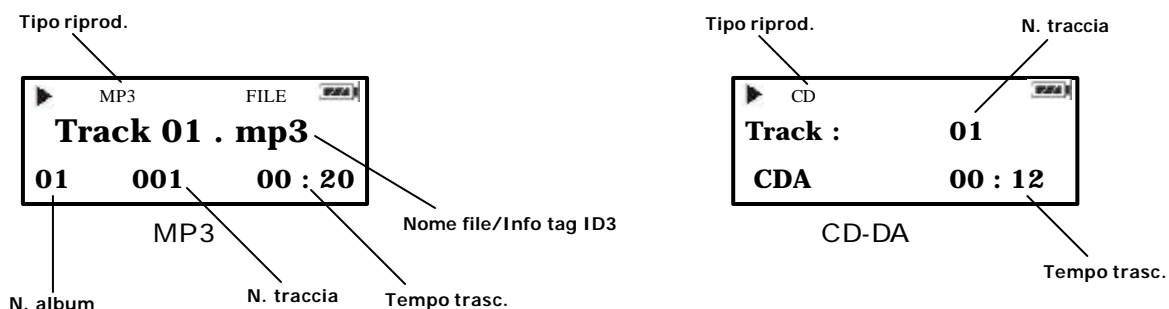 Tipo riprod.
MP3 FILE
Track 01 . mp3
01 001 00 : 20
Nome file/Info tag ID3
MP3
N. album
N. traccia
Tempo trasc.
Tipo riprod.
N. traccia
CD
Track : 01
CDA 00 : 12
CD-DA
Tempo trasc.